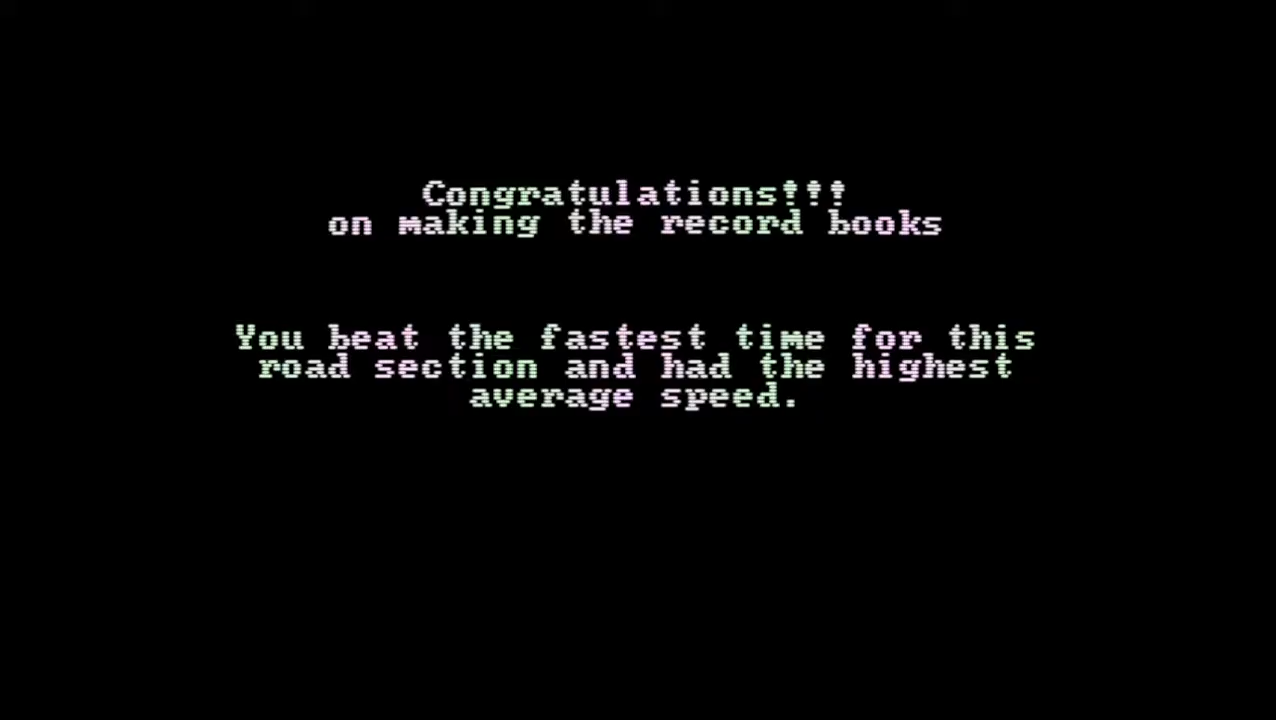 Congratulations!!!
on making the record books
You beat the fastest time for this
road section and had the highest
average speed.